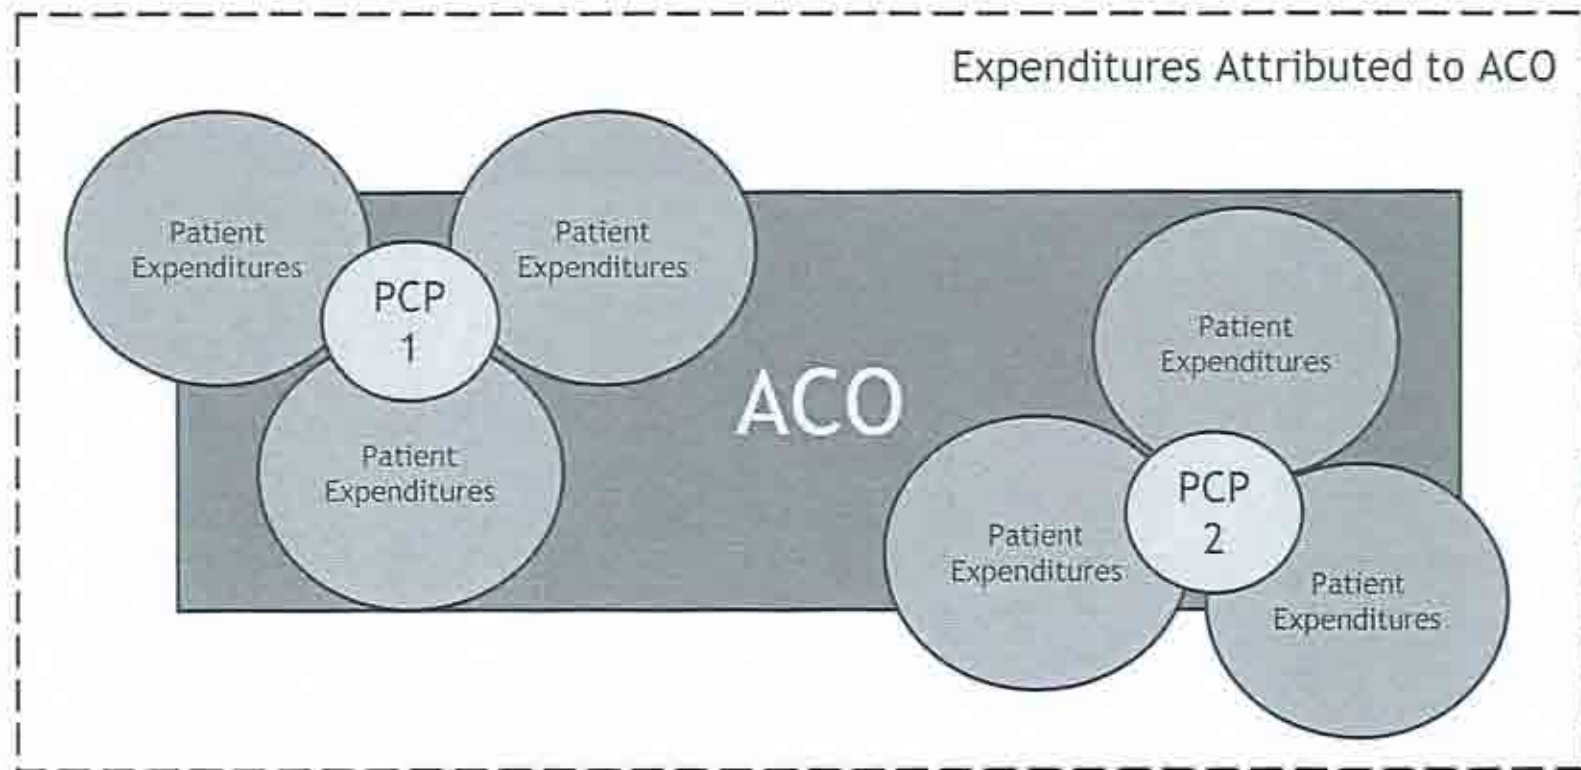 Expenditures Attributed to ACO
Patient
Expenditures
Patient
Expenditures
PCP
1
Patient
Expenditures
ACO
Patient
Expenditures
Patient
Expenditures
PCP
2
Patient
Expenditures